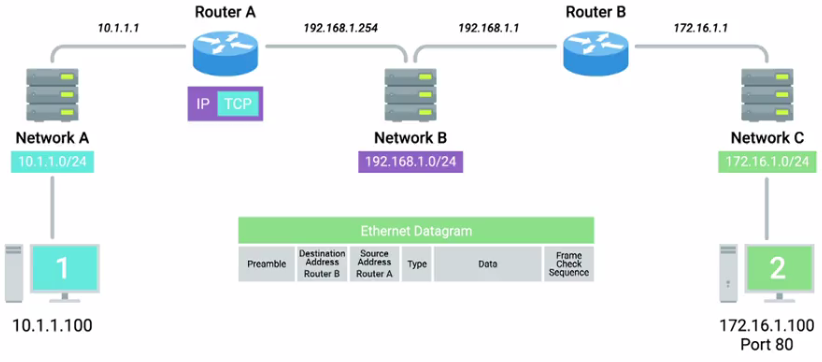 Router A
Router B
10.1.1.1
192.168.1.254
192.168.1.1
172.16.1.1
IP TCP
Network A
Network B
Network C
10.1.1.0/24
192.168.1.0/24
172.16.1.0/24
Ethernet Datagram
Preamble
Destination
Address
Router B
Source
Address
Router A
Type
Data
Frame
Check
Sequence
1
2
10.1.1.100
172.16.1.100
Port 80